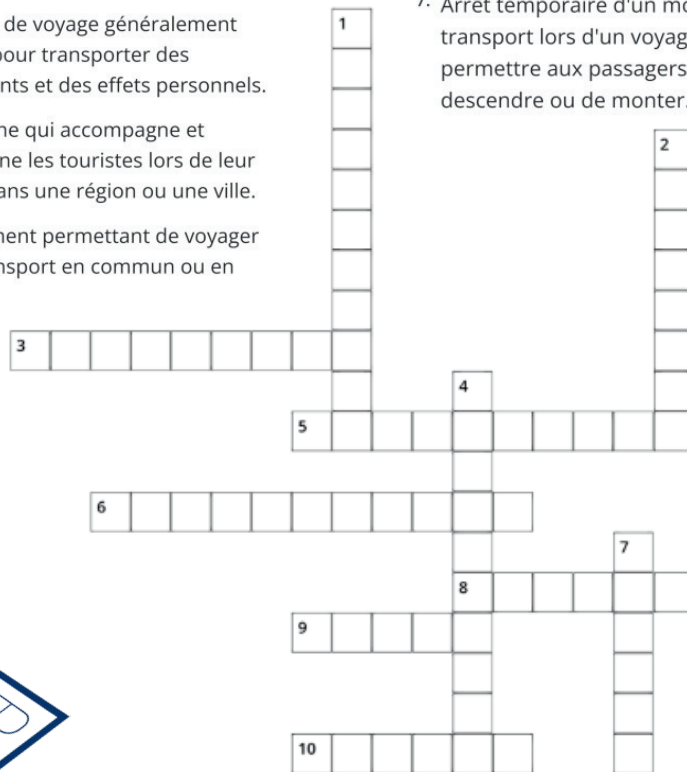 de voyage généralement
pour transporter des
nts et des effets personnels.
ne qui accompagne et
ne les touristes lors de leur
ans une région ou une ville.
ment permettant de voyager
nsport en commun ou en
7. Arrêt temporaire d'un mo
transport lors d'un voyag
permettre aux passagers
descendre ou de monter.
1
2
3
4
5
6
7
8
9
10